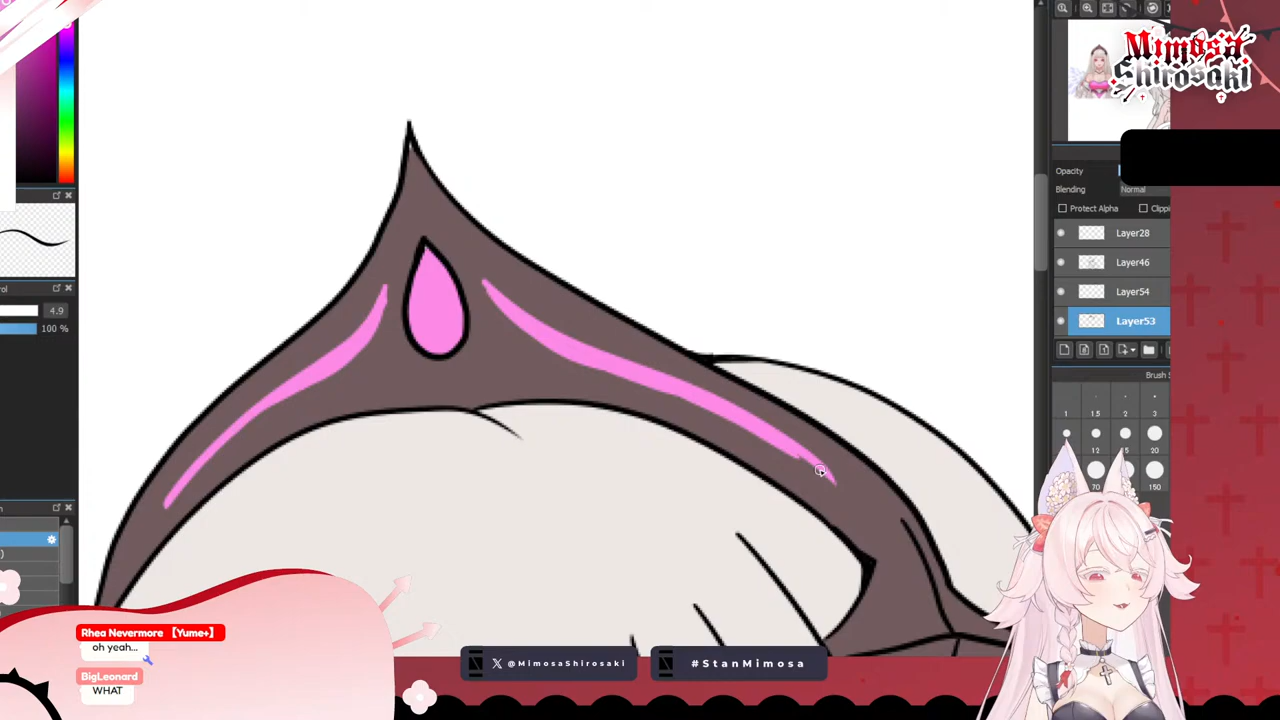 Mimosa
Shirosaki
Opacity
Blending
Normal
Protect Alpha
Clippi
Layer28
Layer46
Layer54
Layer53
4.9
100 %
Brush S
1
1.5
2
3
12
15
20
70
150
Rhea Nevermore 【Yume+】
oh yeah...
BigLeonard
WHAT
@MimosaShirosaki
#StanMimosa